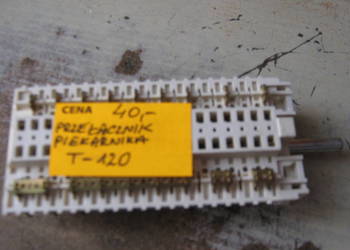 CENA 40,-
PRZEŁĄCZNIK
PIEKARNIKA
T-120